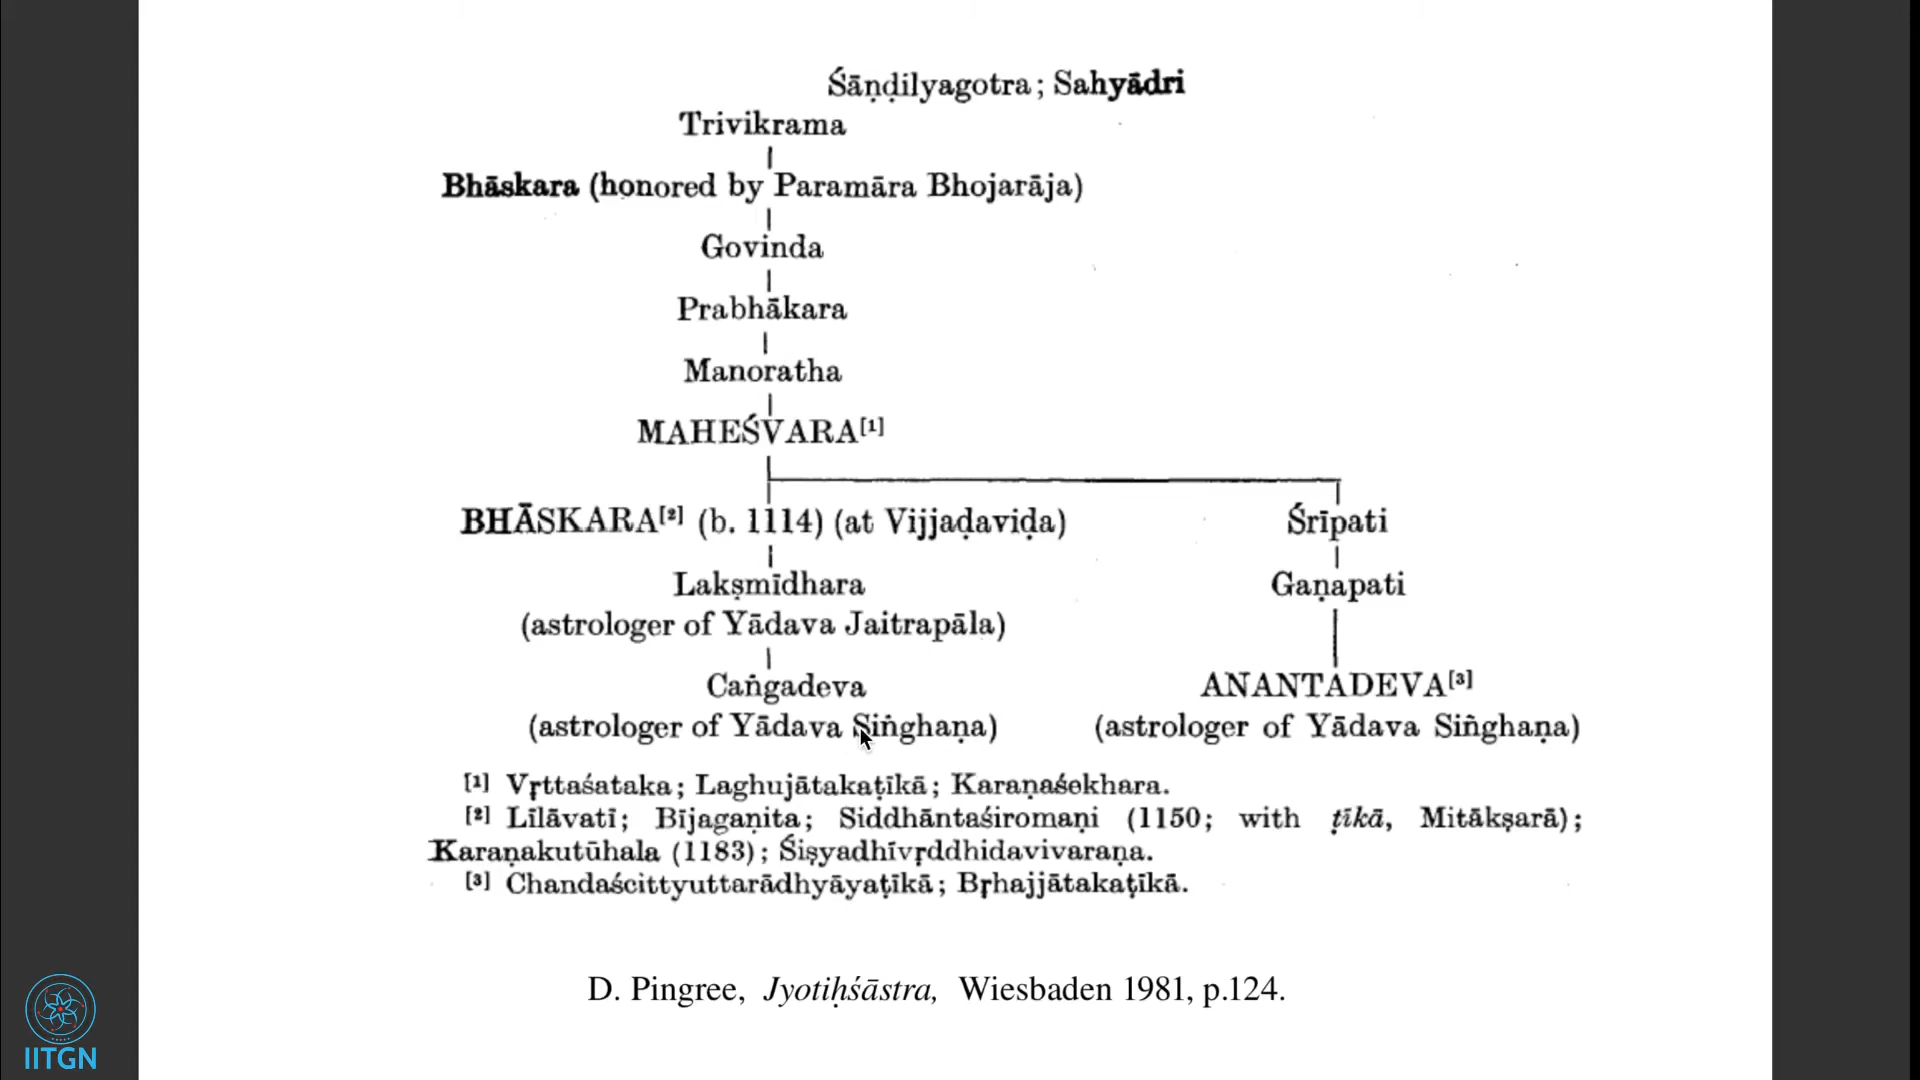 Śāṇḍilyagotra; Sahyādri
Trivikrama
Bhāskara (honored by Paramāra Bhojarāja)
Govinda
Prabhākara
Manoratha
MAHEŚVARA[1]
BHĀSKARA[2] (b. 1114) (at Vijjaḍaviḍa)
Śrīpati
Lakṣmīdhara
Gaṇapati
(astrologer of Yādava Jaitrapāla)
Caṅgadeva
ANANTADEVA[3]
(astrologer of Yādava Siṅghaṇa)
(astrologer of Yādava Siṅghaṇa)
[1] Vṛttaśataka; Laghujātakaṭīkā; Karaṇaśekhara.
[2] Līlāvatī; Bījagaṇita; Siddhāntaśiromaṇi (1150; with ṭīkā, Mitākṣarā);
Karaṇakutūhala (1183); Śiṣyadhīvṛddhidavivaraṇa.
[3] Chandaścittyuttarādhyāyaṭīkā; Bṛhajjātakaṭīkā.
D. Pingree, Jyotiḥśāstra, Wiesbaden 1981, p.124.
IITGN